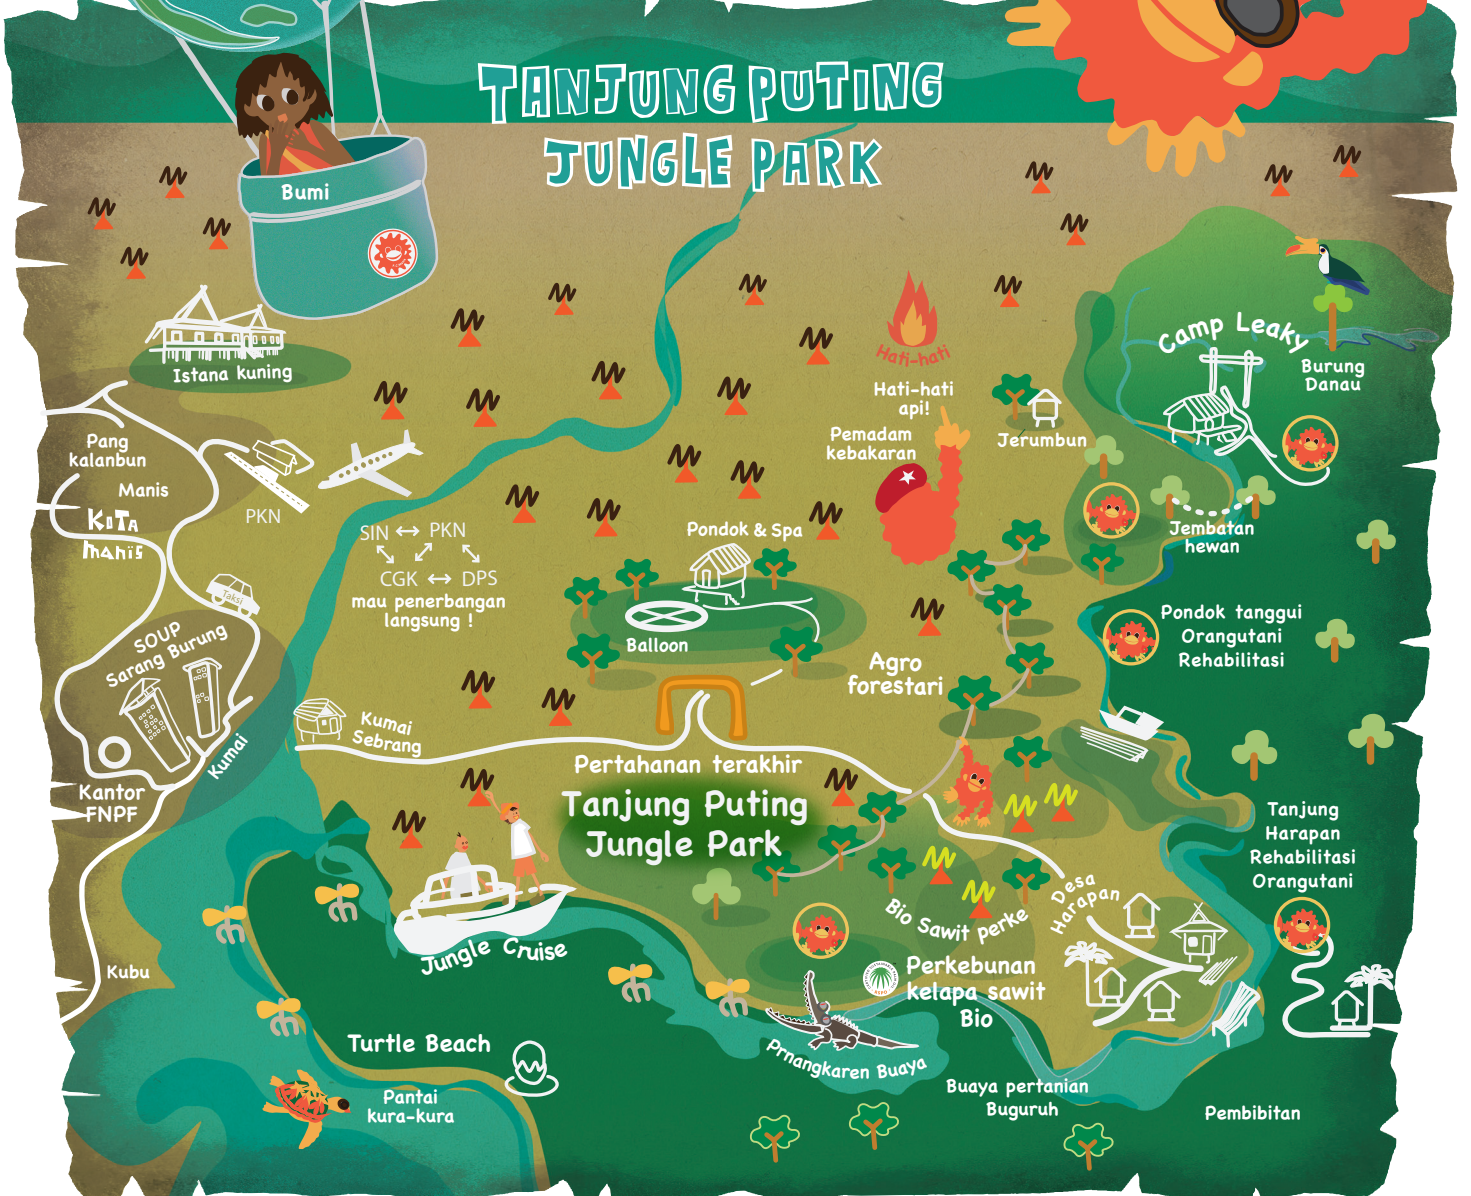 TANJUNG PUTING
JUNGLE PARK
Bumi
Istana kuning
Hati-hati
Hati-hati
api!
Pemadam
kebakaran
Camp Leaky
Burung
Danau
Jerumbun
Pang
kalanbun
Manis
KOTA
manis
PKN
SIN ↔ PKN
CGK ↔ DPS
mau penerbangan
langsung !
Pondok & Spa
Balloon
Jembatan
hewan
Taksi
SOUP
Sarang Burung
Pondok tanggui
Orangutani
Rehabilitasi
Agro
forestari
Kumai
Sebrang
Kumai
Kantor
FNPF
Pertahanan terakhir
Tanjung Puting
Jungle Park
Tanjung
Harapan
Rehabilitasi
Orangutani
Desa
Harapan
Bio Sawit perke
Jungle Cruise
Kubu
Perkebunan
kelapa sawit
Bio
Turtle Beach
Prnangkaren Buaya
Pantai
kura-kura
Buaya pertanian
Buguruh
Pembibitan